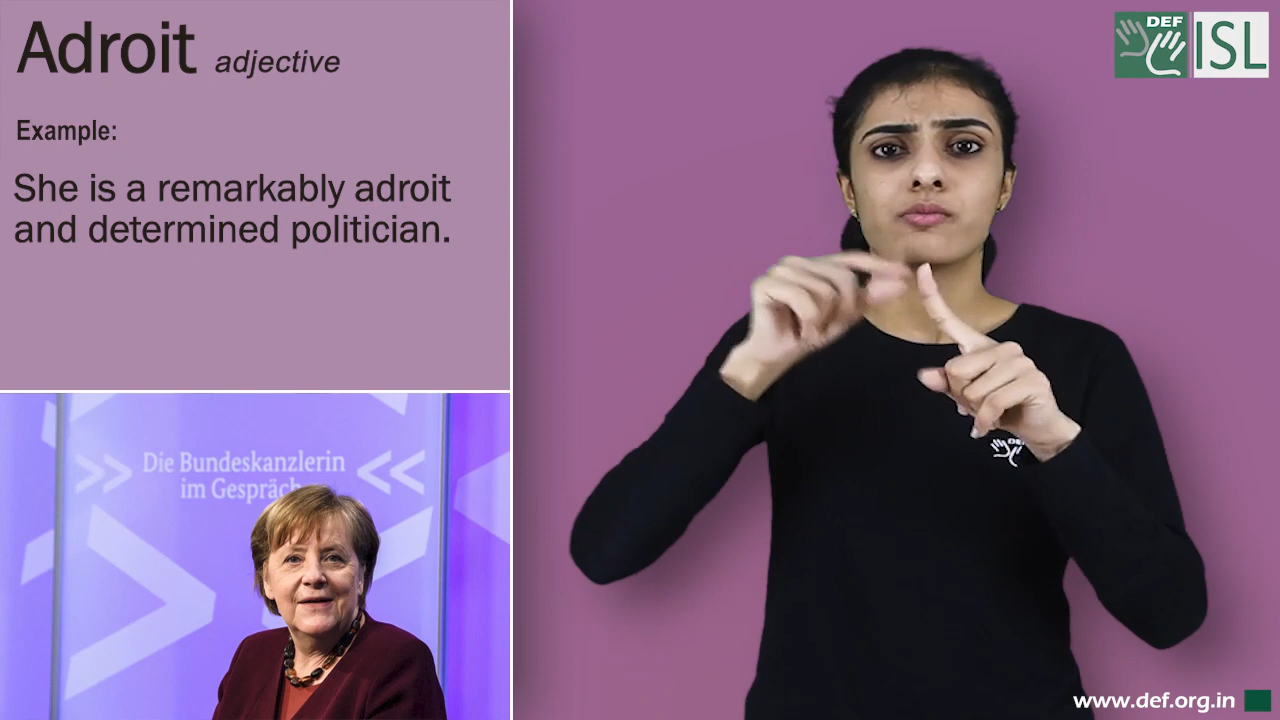 Adroit adjective
Example:
She is a remarkably adroit
and determined politician.
Die Bundeskanzlerin
im Gespräch
DEF
ISL
www.def.org.in